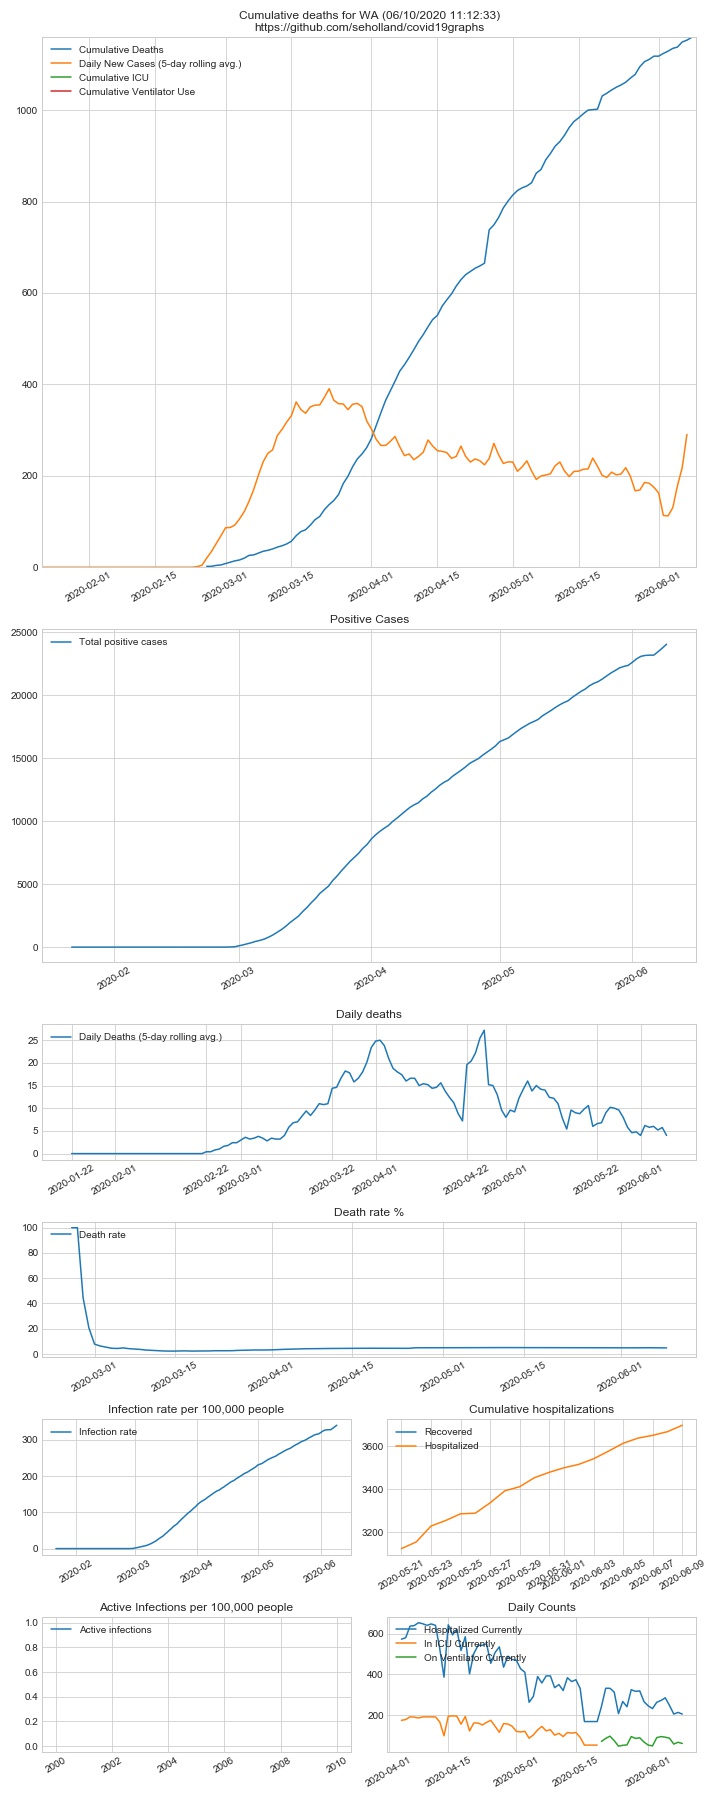 Cumulative deaths for WA (06/10/2020 11:12:33)
https://github.com/seholland/covid19graphs
Cumulative Deaths
Daily New Cases (5-day rolling avg.)
Cumulative ICU
Cumulative Ventilator Use
1000
800
600
400
200
0
2020-02-01 2020-02-15 2020-03-01 2020-03-15 2020-04-01 2020-04-15 2020-05-01 2020-05-15 2020-06-01
Positive Cases
Total positive cases
25000
20000
15000
10000
5000
0
2020-02 2020-03 2020-04 2020-05 2020-06
Daily deaths
Daily Deaths (5-day rolling avg.)
25
20
15
10
5
0
2020-01-22 2020-02-01 2020-02-22 2020-03-01 2020-03-22 2020-04-01 2020-04-22 2020-05-01 2020-05-22 2020-06-01
Death rate %
Death rate
100
80
60
40
20
0
2020-03-01 2020-03-15 2020-04-01 2020-04-15 2020-05-01 2020-05-15 2020-06-01
Infection rate per 100,000 people
Infection rate
300
200
100
0
2020-02 2020-03 2020-04 2020-05 2020-06
Cumulative hospitalizations
Recovered
Hospitalized
3600
3400
3200
2020-05-21 2020-05-23 2020-05-25 2020-05-27 2020-05-29 2020-05-31 2020-06-01 2020-06-03 2020-06-05 2020-06-07 2020-06-09
Active Infections per 100,000 people
Active infections
1.0
0.8
0.6
0.4
0.2
0.0
2000 2002 2004 2006 2008 2010
Daily Counts
Hospitalized Currently
In ICU Currently
On Ventilator Currently
600
400
200
2020-04-01 2020-04-15 2020-05-01 2020-05-15 2020-06-01